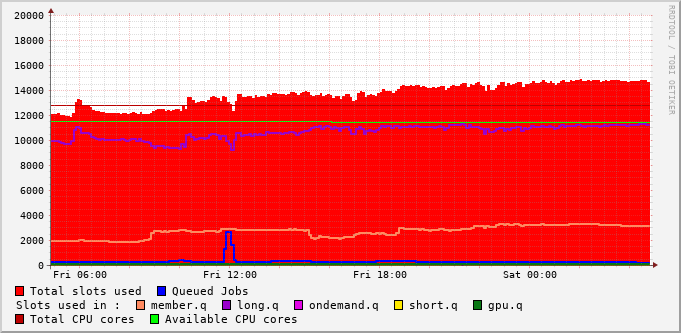 RRDTOOL / TOBI OETIKER
20000
18000
16000
14000
12000
10000
8000
6000
4000
2000
0
Fri 06:00 Fri 12:00 Fri 18:00 Sat 00:00
Total slots used Queued Jobs
Slots used in : member.q long.q ondemand.q short.q gpu.q
Total CPU cores Available CPU cores